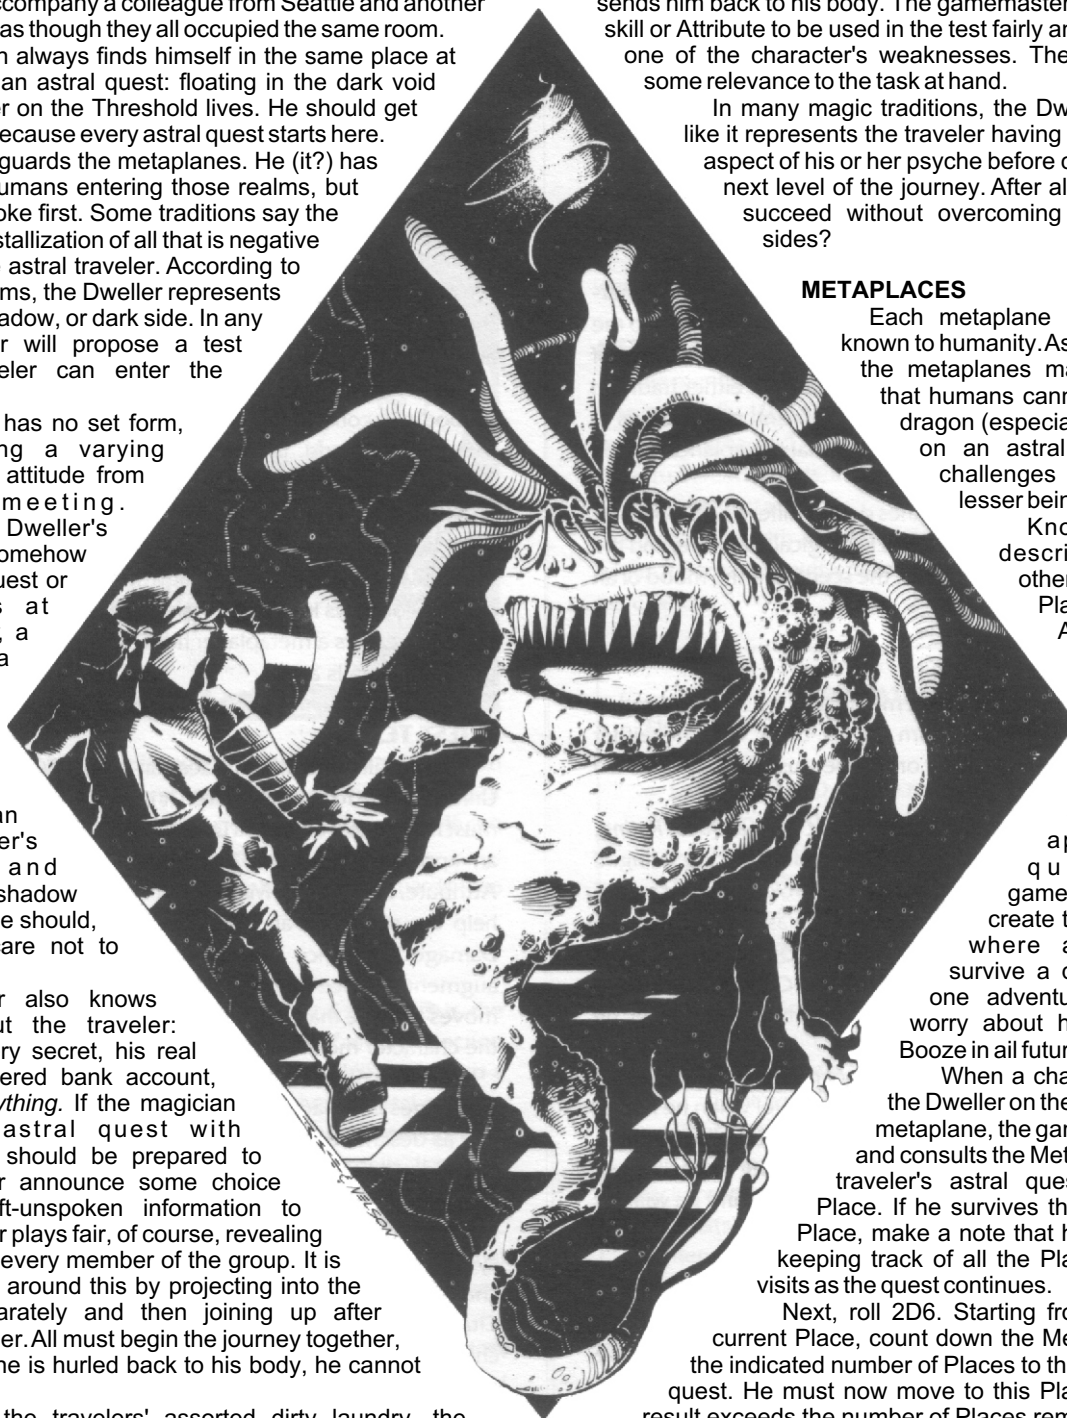 ccompany a colleague from Seattle and another
as though they all occupied the same room.
n always finds himself in the same place at
an astral quest: floating in the dark void
er on the Threshold lives. He should get
ecause every astral quest starts here.
guards the metaplanes. He (it?) has
umans entering those realms, but
oke first. Some traditions say the
stallization of all that is negative
e astral traveler. According to
ms, the Dweller represents
adow, or dark side. In any
r will propose a test
eler can enter the
has no set form,
ng a varying
attitude from
meeting.
Dweller's
omehow
uest or
s at
, a
a
an
er's
and
shadow
e should,
care not to
r also knows
ut the traveler:
ry secret, his real
ered bank account,
ything. If the magician
astral quest with
should be prepared to
r announce some choice
ft-unspoken information to
r plays fair, of course, revealing
every member of the group. It is
around this by projecting into the
arately and then joining up after
er. All must begin the journey together,
ne is hurled back to his body, he cannot
the travelers' assorted dirty laundry, the
sends him back to his body. The gamemaster
skill or Attribute to be used in the test fairly an
one of the character's weaknesses. The
some relevance to the task at hand.
In many magic traditions, the Dw
like it represents the traveler having
aspect of his or her psyche before c
next level of the journey. After al
succeed without overcoming
sides?
METAPLACES
Each metaplane
known to humanity. As
the metaplanes ma
that humans cann
dragon (especia
on an astral
challenges
lesser bein
Kno
descri
other
Pla
A
ap
qu
game
create t
where a
survive a d
one adventu
worry about h
Booze in ail futur
When a cha
the Dweller on the
metaplane, the gar
and consults the Met
traveler's astral ques
Place. If he survives th
Place, make a note that h
keeping track of all the Pla
visits as the quest continues.
Next, roll 2D6. Starting fro
current Place, count down the Me
the indicated number of Places to th
quest. He must now move to this Pla
result exceeds the number of Places rem
NELSON